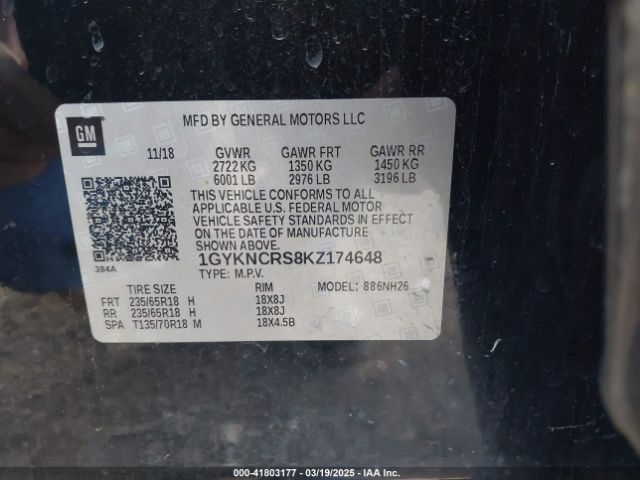 GM
MFD BY GENERAL MOTORS LLC
11/18 GVWR GAWR FRT GAWR RR
2722 KG 1350 KG 1450 KG
6001 LB 2976 LB 3196 LB
THIS VEHICLE CONFORMS TO ALL
APPLICABLE U.S. FEDERAL MOTOR
VEHICLE SAFETY STANDARDS IN EFFECT
ON THE DATE OF MANUFACTURE
SHOWN ABOVE.
384A
1GYKNCRS8KZ174648
TYPE: M.P.V.
TIRE SIZE RIM MODEL: 886NH26
FRT 235/65R18 H 18X8J
RR 235/65R18 H 18X8J
SPA T135/70R18 M 18X4.5B
000-41803177 - 03/19/2025 - IAA Inc.